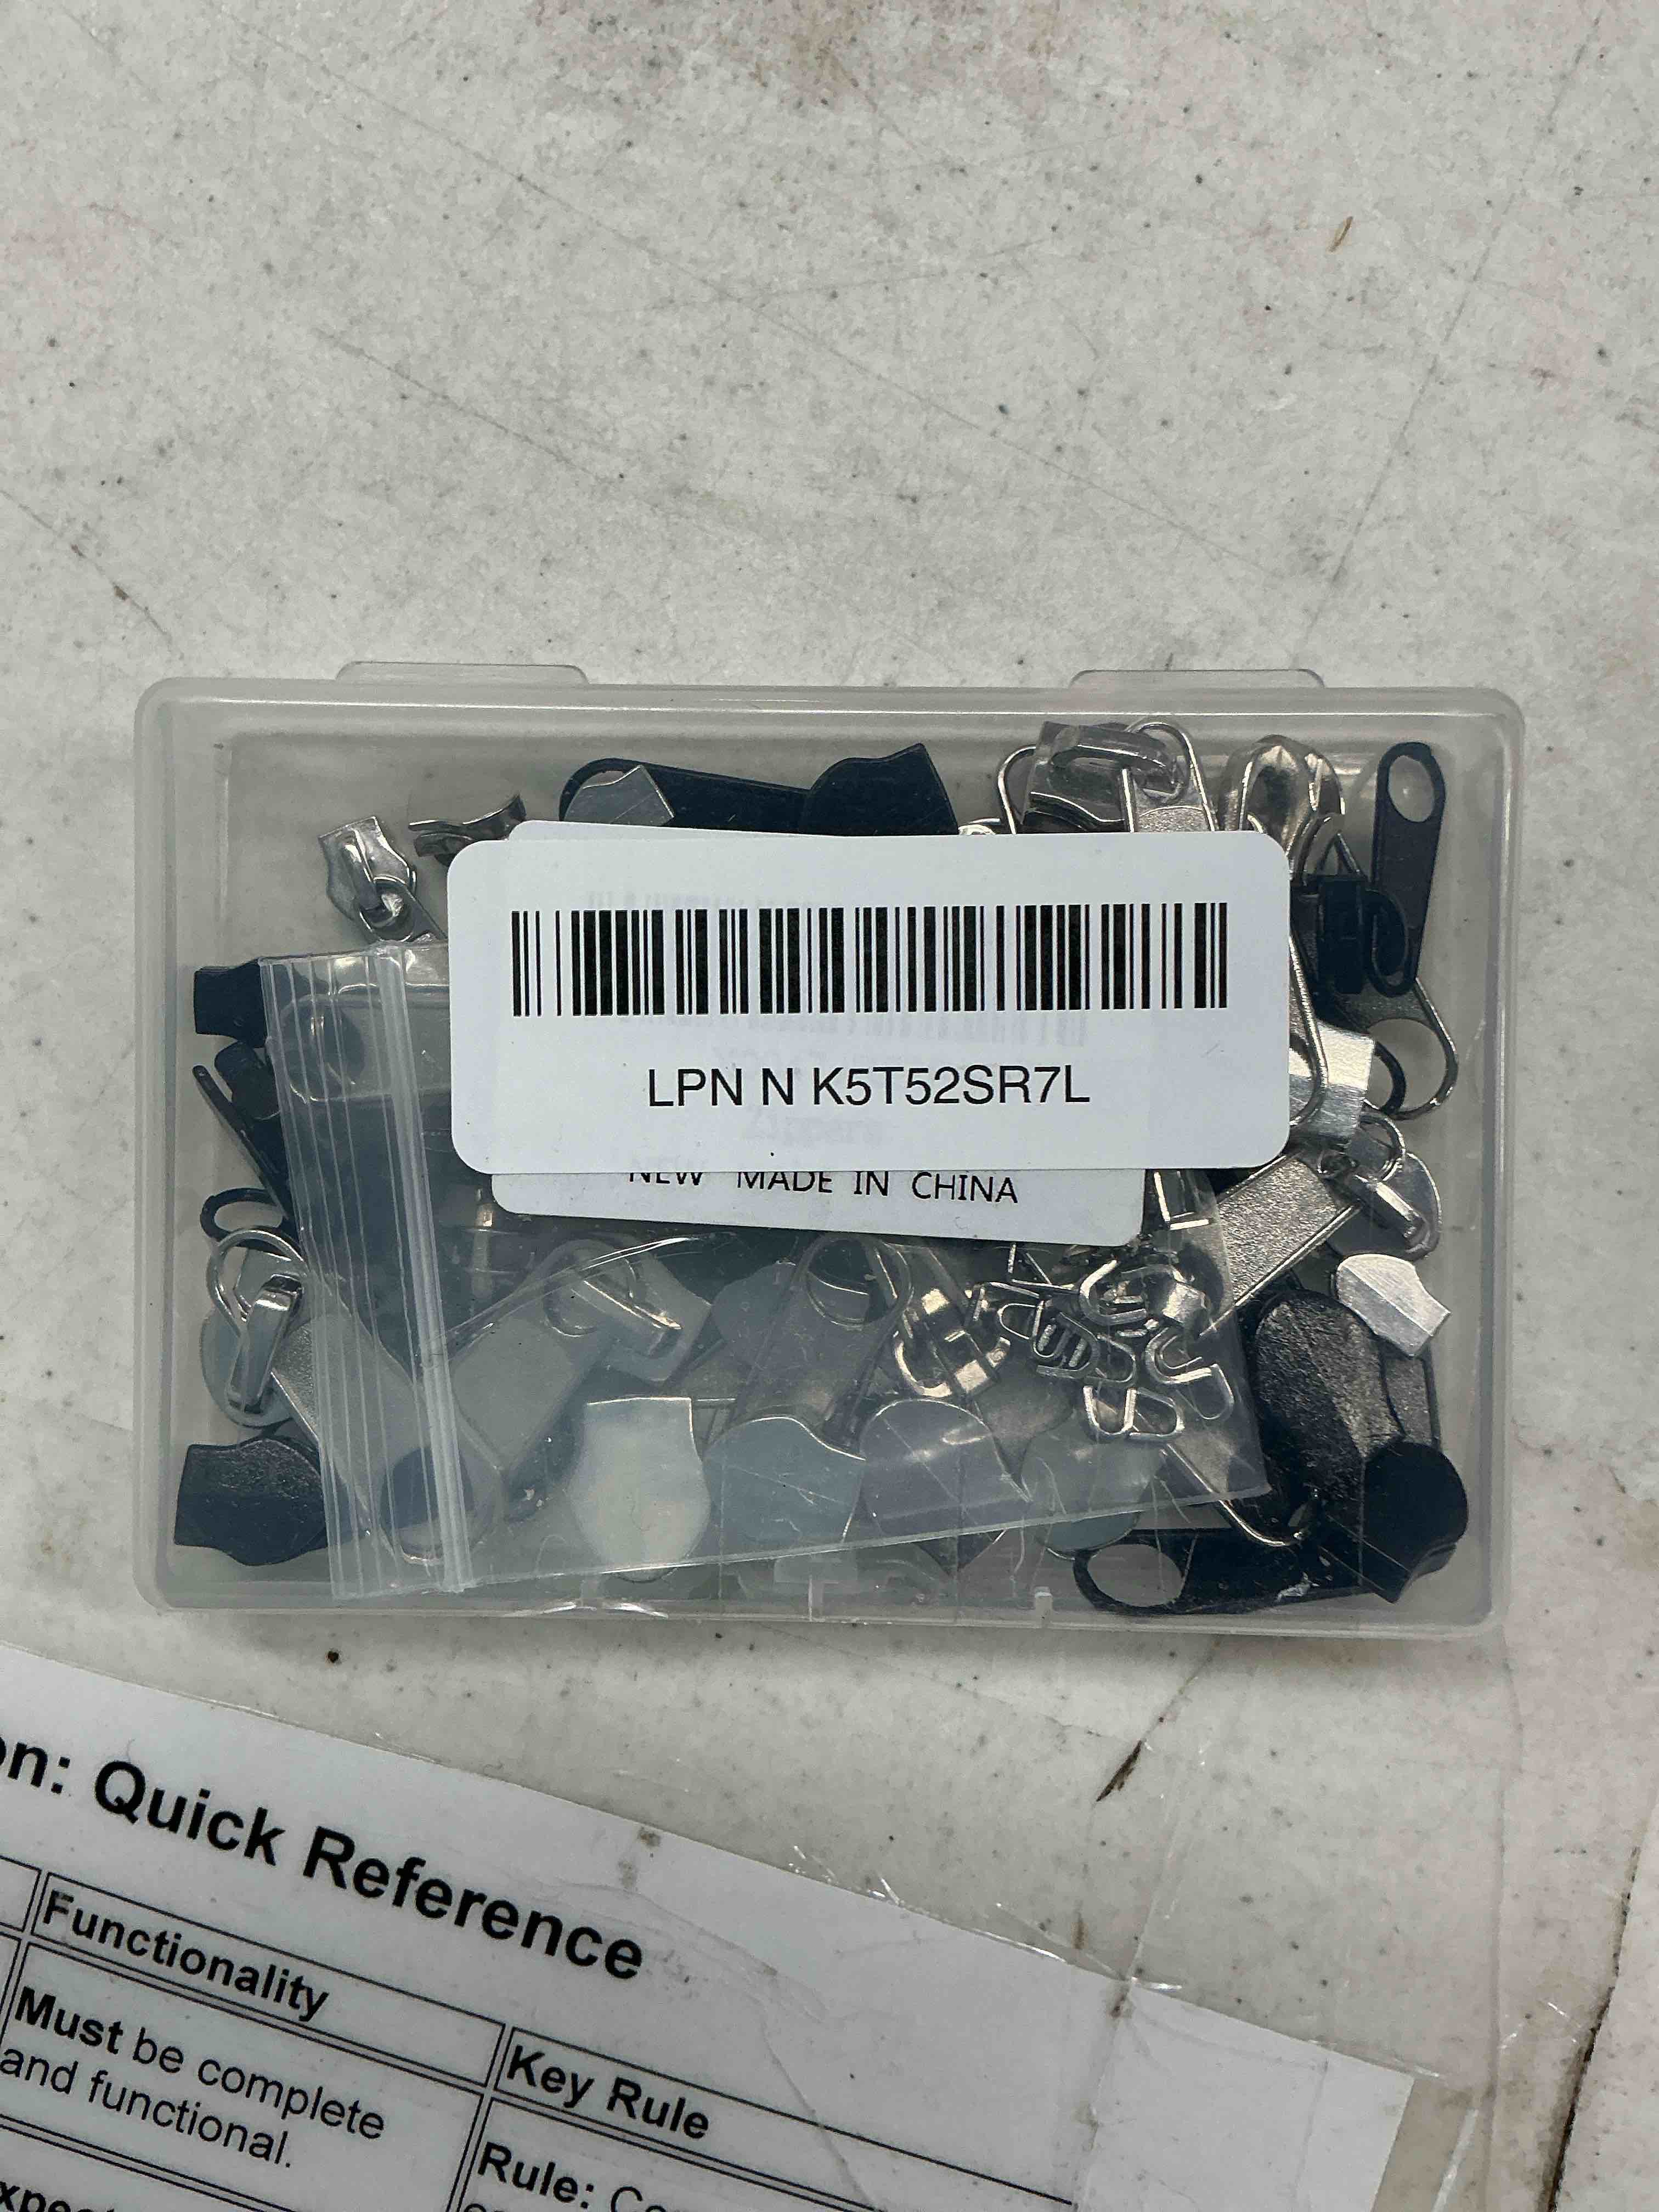 LPN N K5T52SR7L
NEW MADE IN CHINA
on: Quick Reference
Functionality
Must be complete
and functional.
Key Rule
Rule: